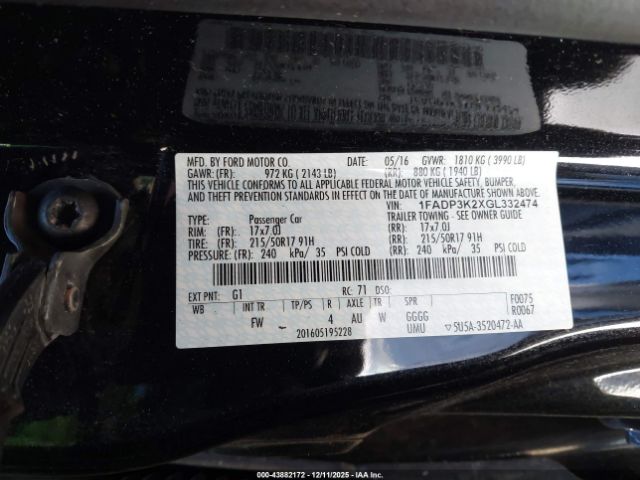 MFD. BY FORD MOTOR CO. DATE: 05/16 GVWR: 1810 KG ( 3990 LB)
GAWR: (FR): 972 KG ( 2143 LB) (RR): 880 KG ( 1940 LB)
THIS VEHICLE CONFORMS TO ALL APPLICABLE FEDERAL MOTOR VEHICLE SAFETY, BUMPER,
AND THEFT PREVENTION STANDARDS IN EFFECT ON THE DATE OF MANUFACTURE SHOWN ABOVE.
VIN: 1FADP3K2XGL332474
TYPE: Passenger Car TRAILER TOWING - SEE OWNER GUIDE
RIM: (FR): 17x7.0J (RR): 17x7.0J
TIRE: (FR): 215/50R17 91H (RR): 215/50R17 91H
PRESSURE: (FR): 240 kPa/ 35 PSI COLD (RR): 240 kPa/ 35 PSI COLD
EXT PNT: G1 RC: 71 DSO: F0075
WB INT TR TP/PS R AXLE TR SPR R0067
FW - 4 AU W GGGG
201605195228 UMU ▽5U5A-3520472-AA
00-43882172 - 12/11/2025 - IAAI.CA